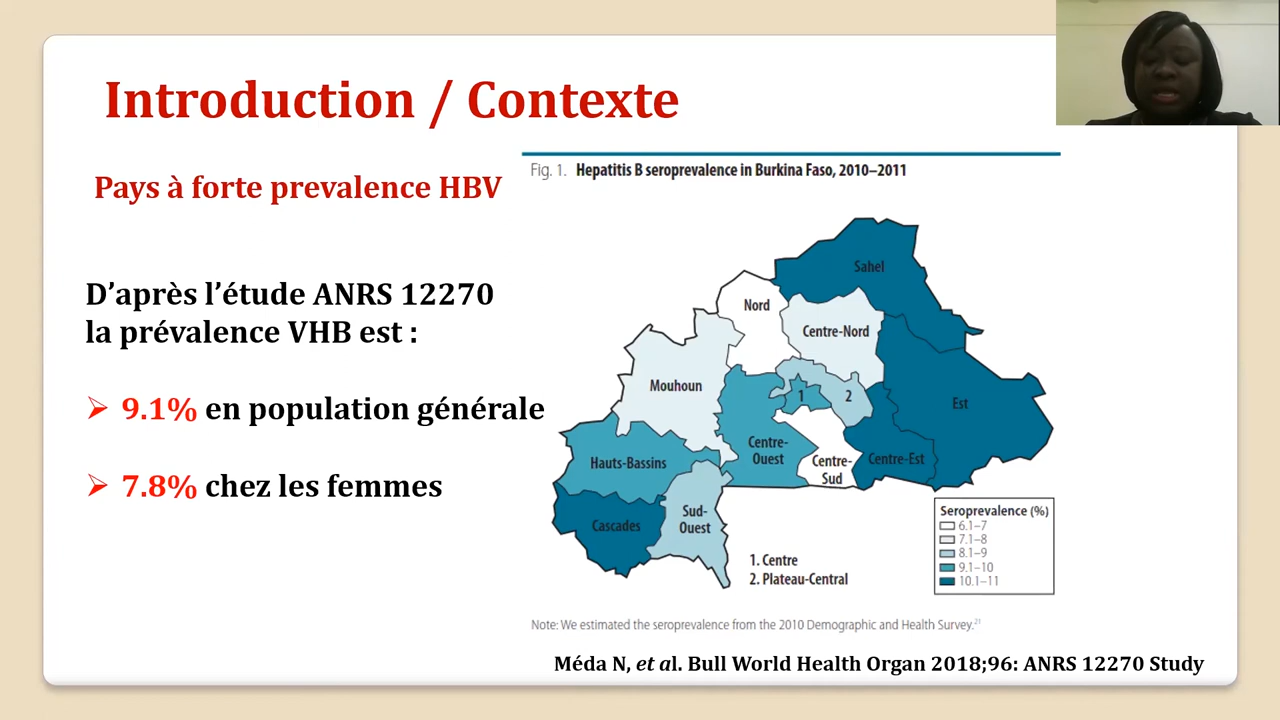 Introduction / Contexte
Pays à forte prevalence HBV
D’après l’étude ANRS 12270
la prévalence VHB est :
➢ 9.1% en population générale
➢ 7.8% chez les femmes
Fig. 1. Hepatitis B seroprevalence in Burkina Faso, 2010–2011
Sahel
Nord
Centre-Nord
Mouhoun
1
2
Est
Centre-
Ouest
Hauts-Bassins
Centre-
Sud
Centre-Est
Cascades
Sud-
Ouest
1. Centre
2. Plateau-Central
Seroprevalence (%)
6.1–7
7.1–8
8.1–9
9.1–10
10.1–11
Note: We estimated the seroprevalence from the 2010 Demographic and Health Survey.21
Méda N, et al. Bull World Health Organ 2018;96: ANRS 12270 Study